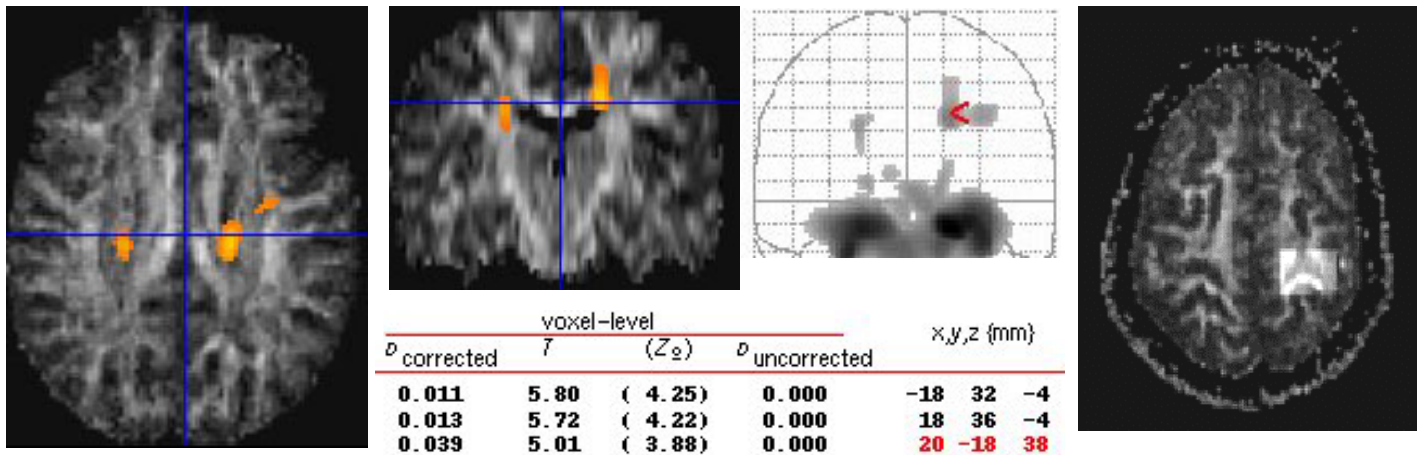 voxel-level x,y,z {mm}
p corrected T (Z≡) p uncorrected
0.011 5.80 ( 4.25) 0.000 -18 32 -4
0.013 5.72 ( 4.22) 0.000 18 36 -4
0.039 5.01 ( 3.88) 0.000 20 -18 38